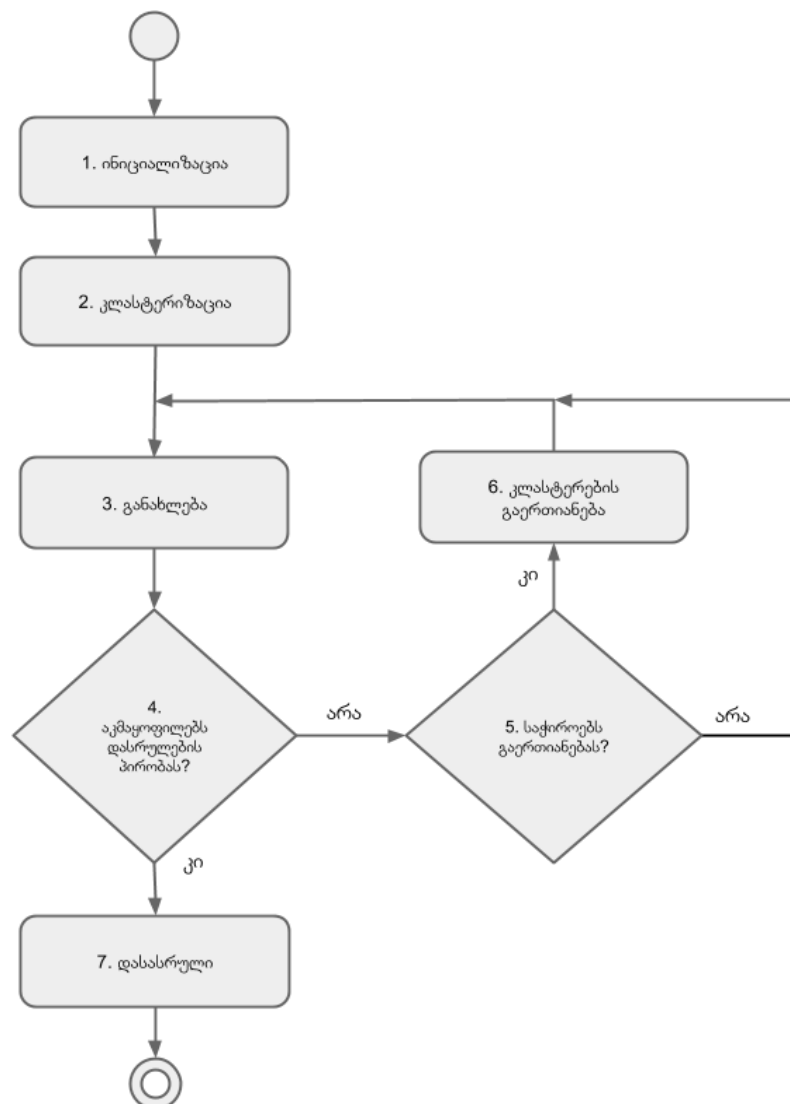 1. ინიციალიზაცია
2. კლასტერიზაცია
3. განახლება
6. კლასტერების
გაერთიანება
კი
4.
აკმაყოფილებს
დასრულების
პირობას?
არა
5. საჭიროებს
გაერთიანებას?
არა
კი
7. დასასრული